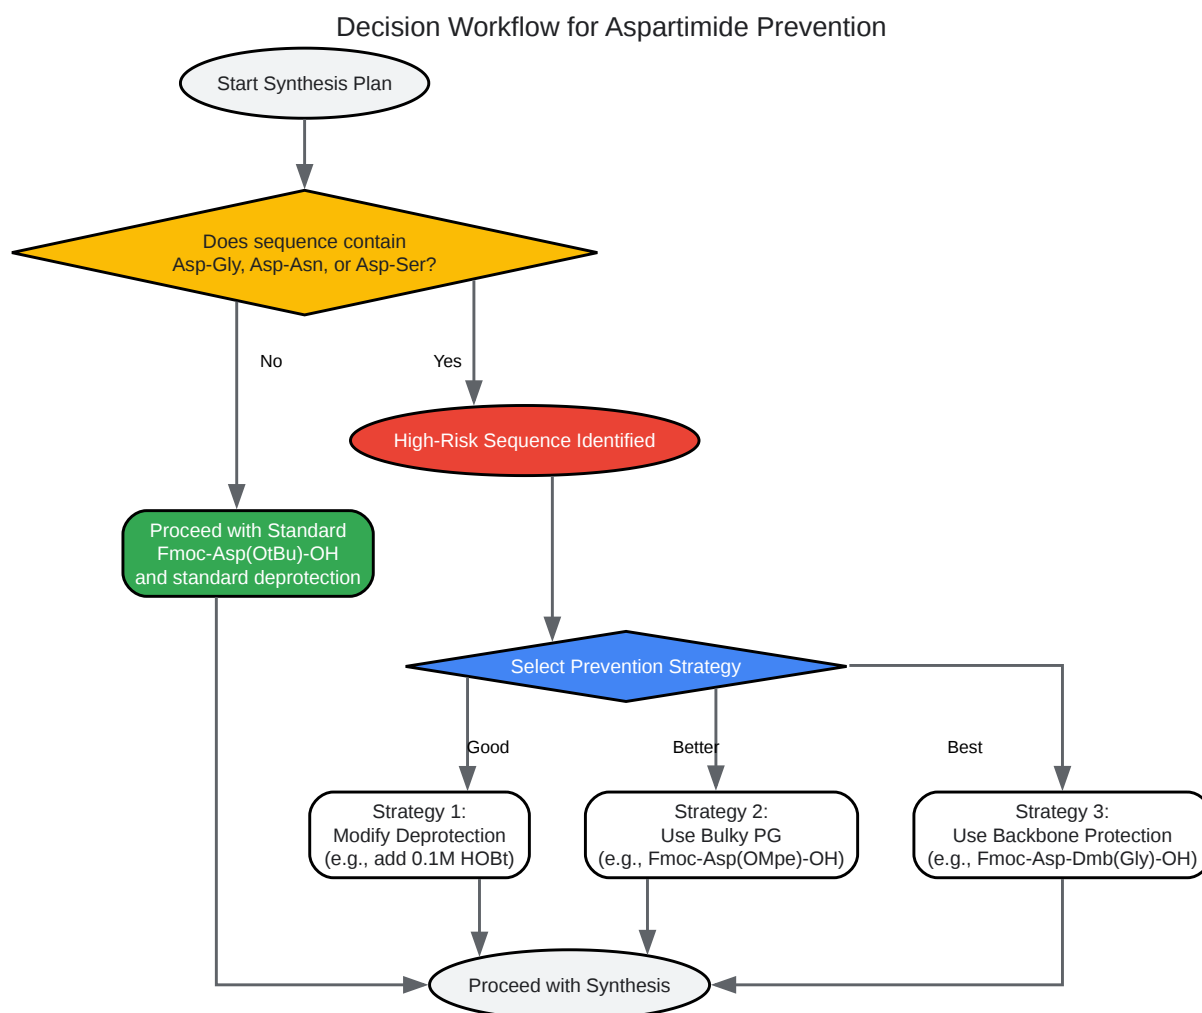 Decision Workflow for Aspartimide Prevention
Start Synthesis Plan
Does sequence contain
Asp-Gly, Asp-Asn, or Asp-Ser?
No
Yes
High-Risk Sequence Identified
Proceed with Standard
Fmoc-Asp(OtBu)-OH
and standard deprotection
Select Prevention Strategy
Good
Better
Best
Strategy 1:
Modify Deprotection
(e.g., add 0.1M HOBt)
Strategy 2:
Use Bulky PG
(e.g., Fmoc-Asp(OMpe)-OH)
Strategy 3:
Use Backbone Protection
(e.g., Fmoc-Asp-Dmb(Gly)-OH)
Proceed with Synthesis